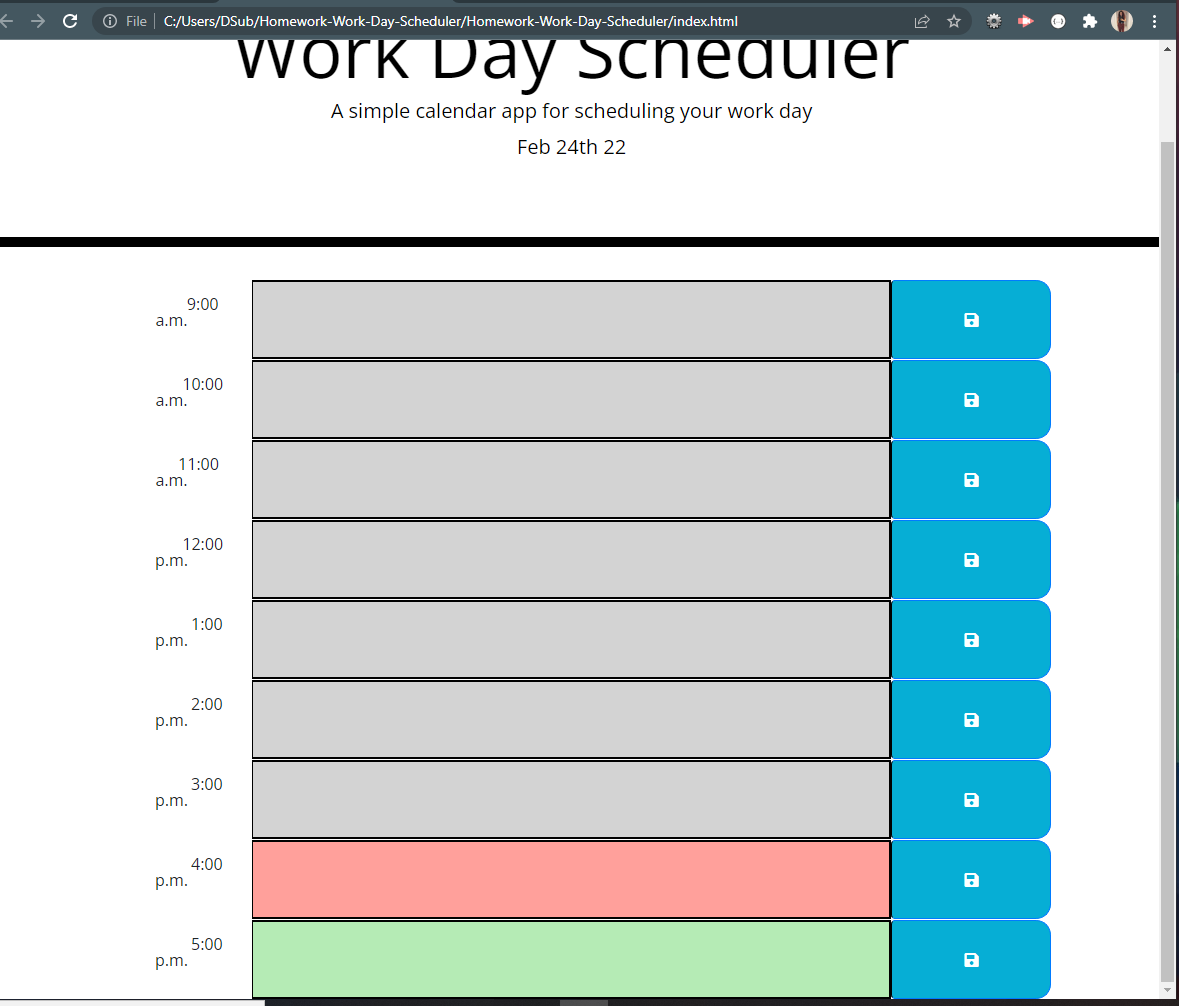 File C:/Users/DSub/Homework-Work-Day-Scheduler/Homework-Work-Day-Scheduler/index.html
Work Day Scheduler
A simple calendar app for scheduling your work day
Feb 24th 22
9:00
a.m.
10:00
a.m.
11:00
a.m.
12:00
p.m.
1:00
p.m.
2:00
p.m.
3:00
p.m.
4:00
p.m.
5:00
p.m.